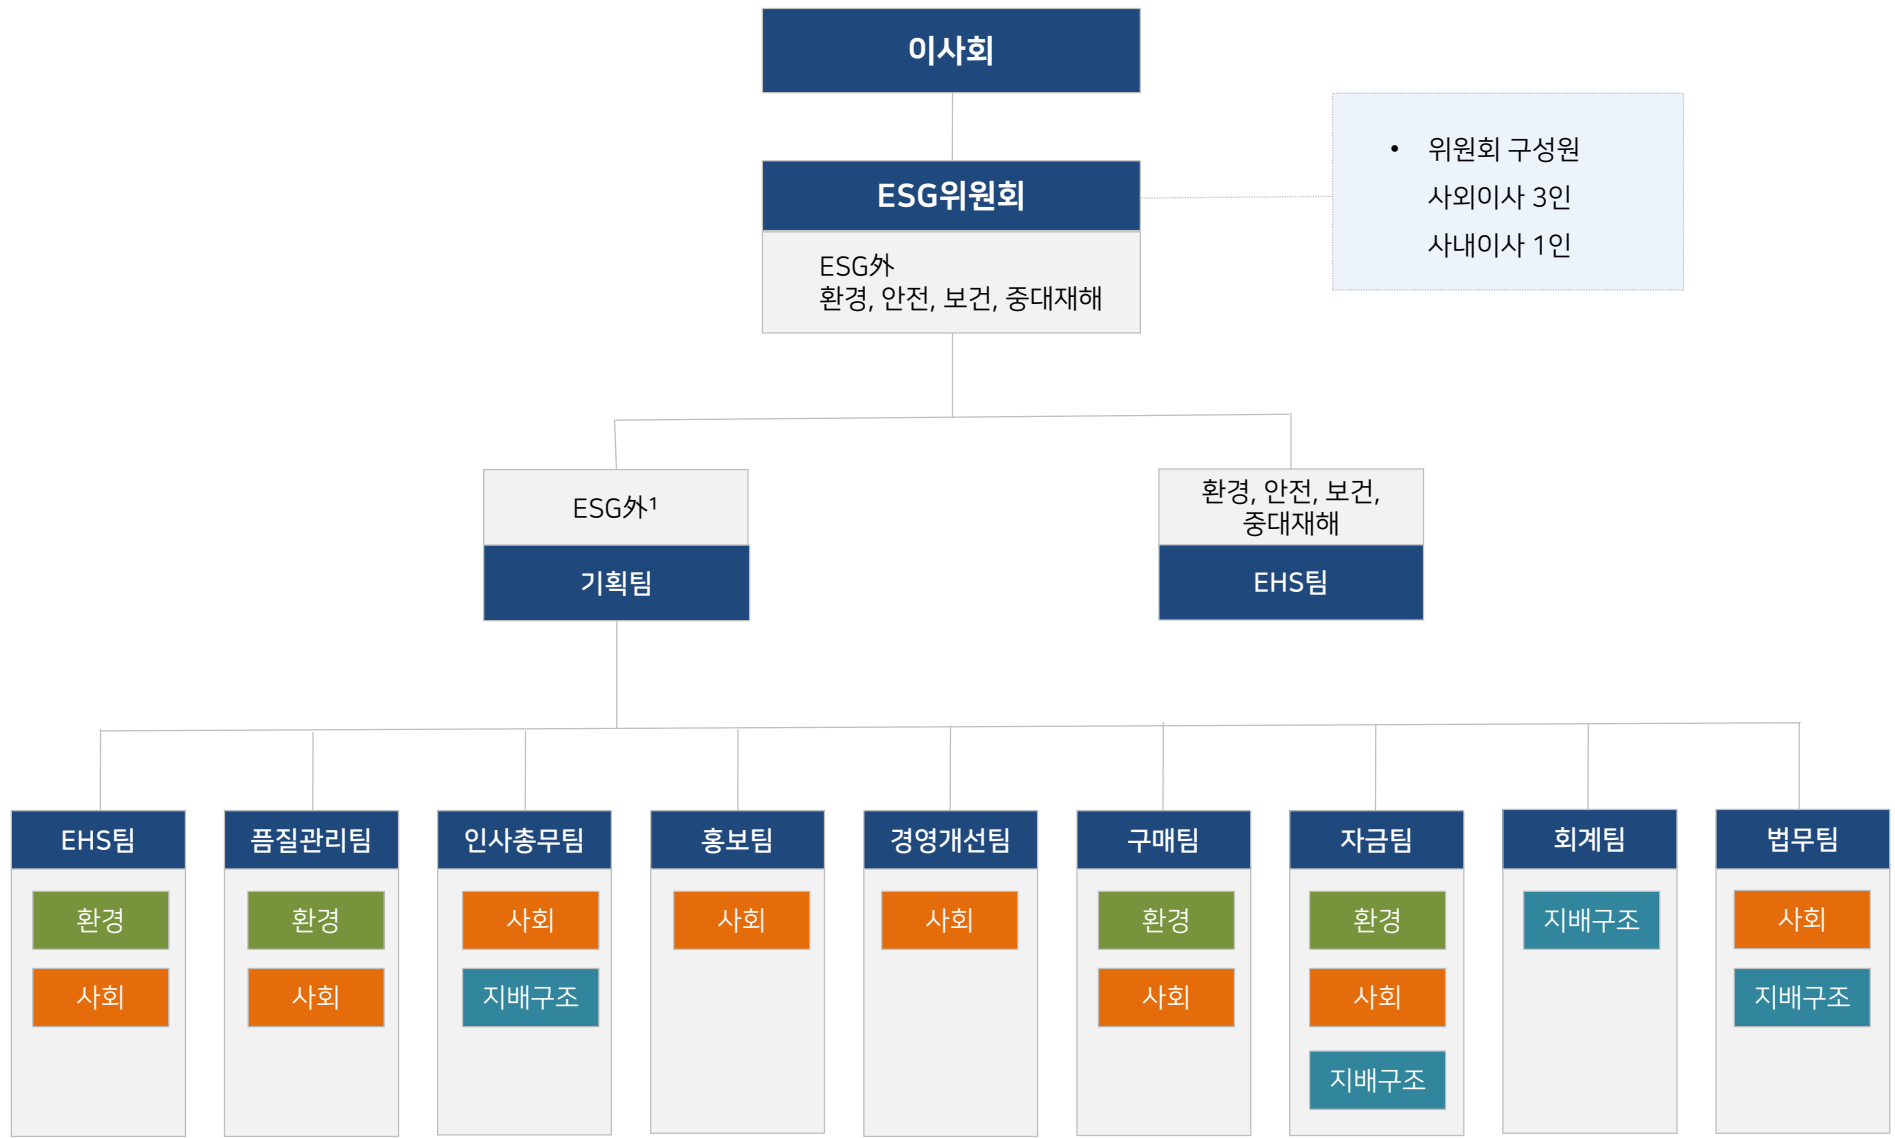 이사회
ESG위원회
ESG外
환경, 안전, 보건, 중대재해
• 위원회 구성원
사외이사 3인
사내이사 1인
ESG外¹
기획팀
환경, 안전, 보건,
중대재해
EHS팀
EHS팀
환경
사회
품질관리팀
환경
사회
인사총무팀
사회
지배구조
홍보팀
사회
경영개선팀
사회
구매팀
환경
사회
자금팀
환경
사회
지배구조
회계팀
지배구조
법무팀
사회
지배구조